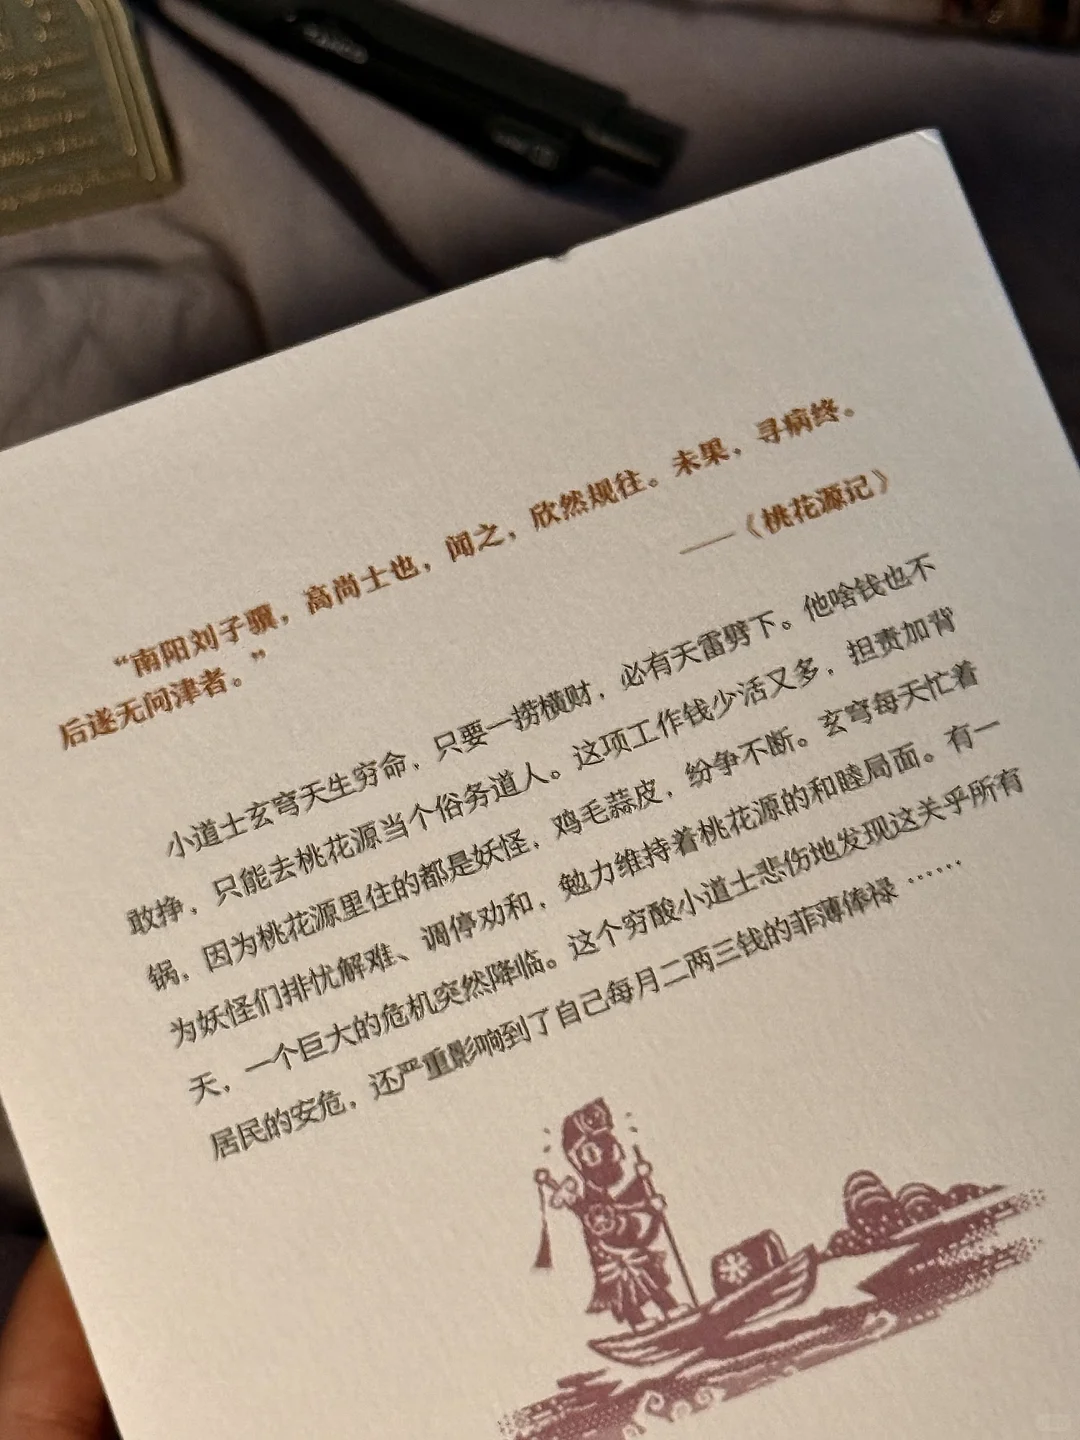 “南阳刘子骥，高尚士也，闻之，欣然规往。未果，寻病终。
后遂无问津者。”
——《桃花源记》
小道士玄穹天生穷命，只要一捞横财，必有天雷劈下。他啥钱也不
敢挣，只能去桃花源当个俗务道人。这项工作钱少活又多，担责加背
锅，因为桃花源里住的都是妖怪，鸡毛蒜皮，纷争不断。玄穹每天忙着
为妖怪们排忧解难、调停劝和，勉力维持着桃花源的和睦局面。有一
天，一个巨大的危机突然降临。这个穷酸小道士悲伤地发现这关乎所有
居民的安危，还严重影响到了自己每月二两三钱的菲薄俸禄……